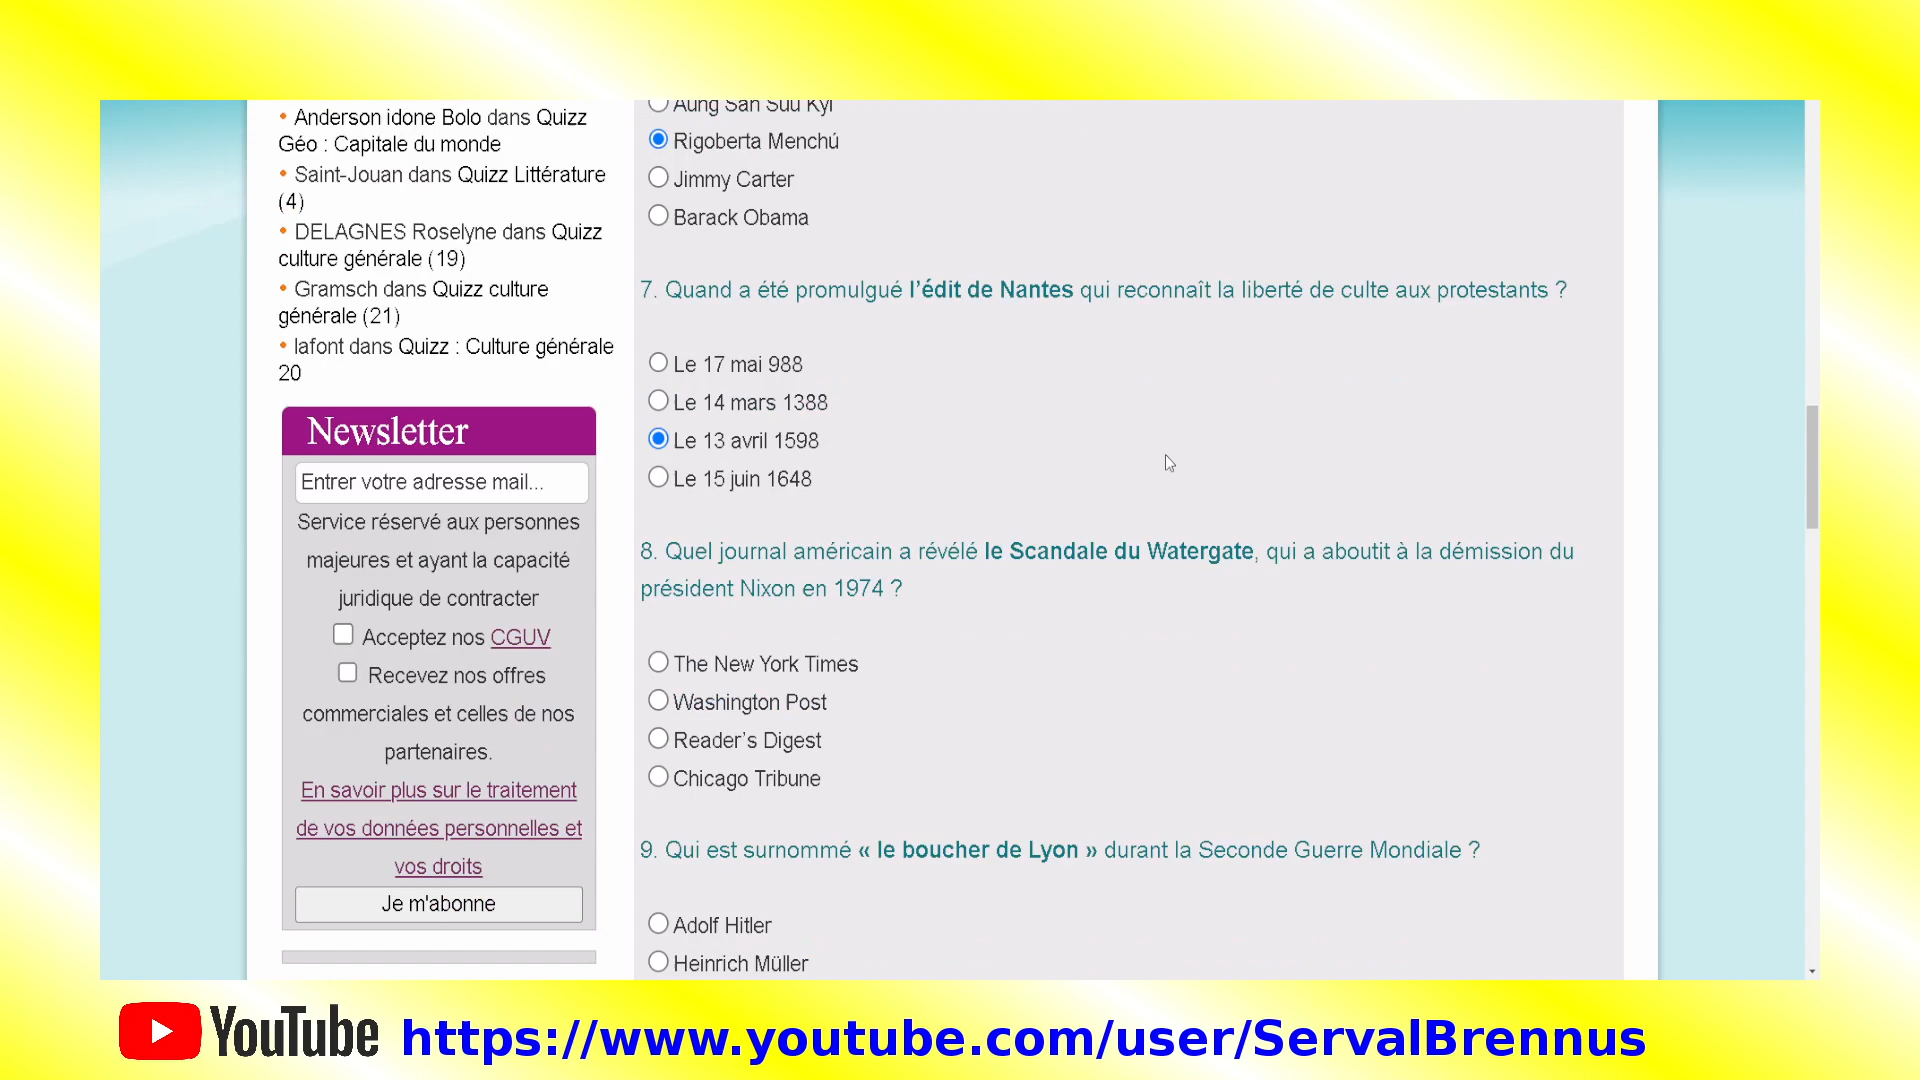 • Anderson idone Bolo dans Quizz
Géo : Capitale du monde
• Saint-Jouan dans Quizz Littérature
(4)
• DELAGNES Roselyne dans Quizz
culture générale (19)
• Gramsch dans Quizz culture
générale (21)
• lafont dans Quizz : Culture générale
20
Newsletter
Entrer votre adresse mail...
Service réservé aux personnes
majeures et ayant la capacité
juridique de contracter
Acceptez nos CGUV
Recevez nos offres
commerciales et celles de nos
partenaires.
En savoir plus sur le traitement
de vos données personnelles et
vos droits
Je m'abonne
Aung San Suu Kyi
Rigoberta Menchú
Jimmy Carter
Barack Obama
7. Quand a été promulgué l’édit de Nantes qui reconnaît la liberté de culte aux protestants ?
Le 17 mai 988
Le 14 mars 1388
Le 13 avril 1598
Le 15 juin 1648
8. Quel journal américain a révélé le Scandale du Watergate, qui a aboutit à la démission du
président Nixon en 1974 ?
The New York Times
Washington Post
Reader’s Digest
Chicago Tribune
9. Qui est surnommé « le boucher de Lyon » durant la Seconde Guerre Mondiale ?
Adolf Hitler
Heinrich Müller
YouTube https://www.youtube.com/user/ServalBrennus